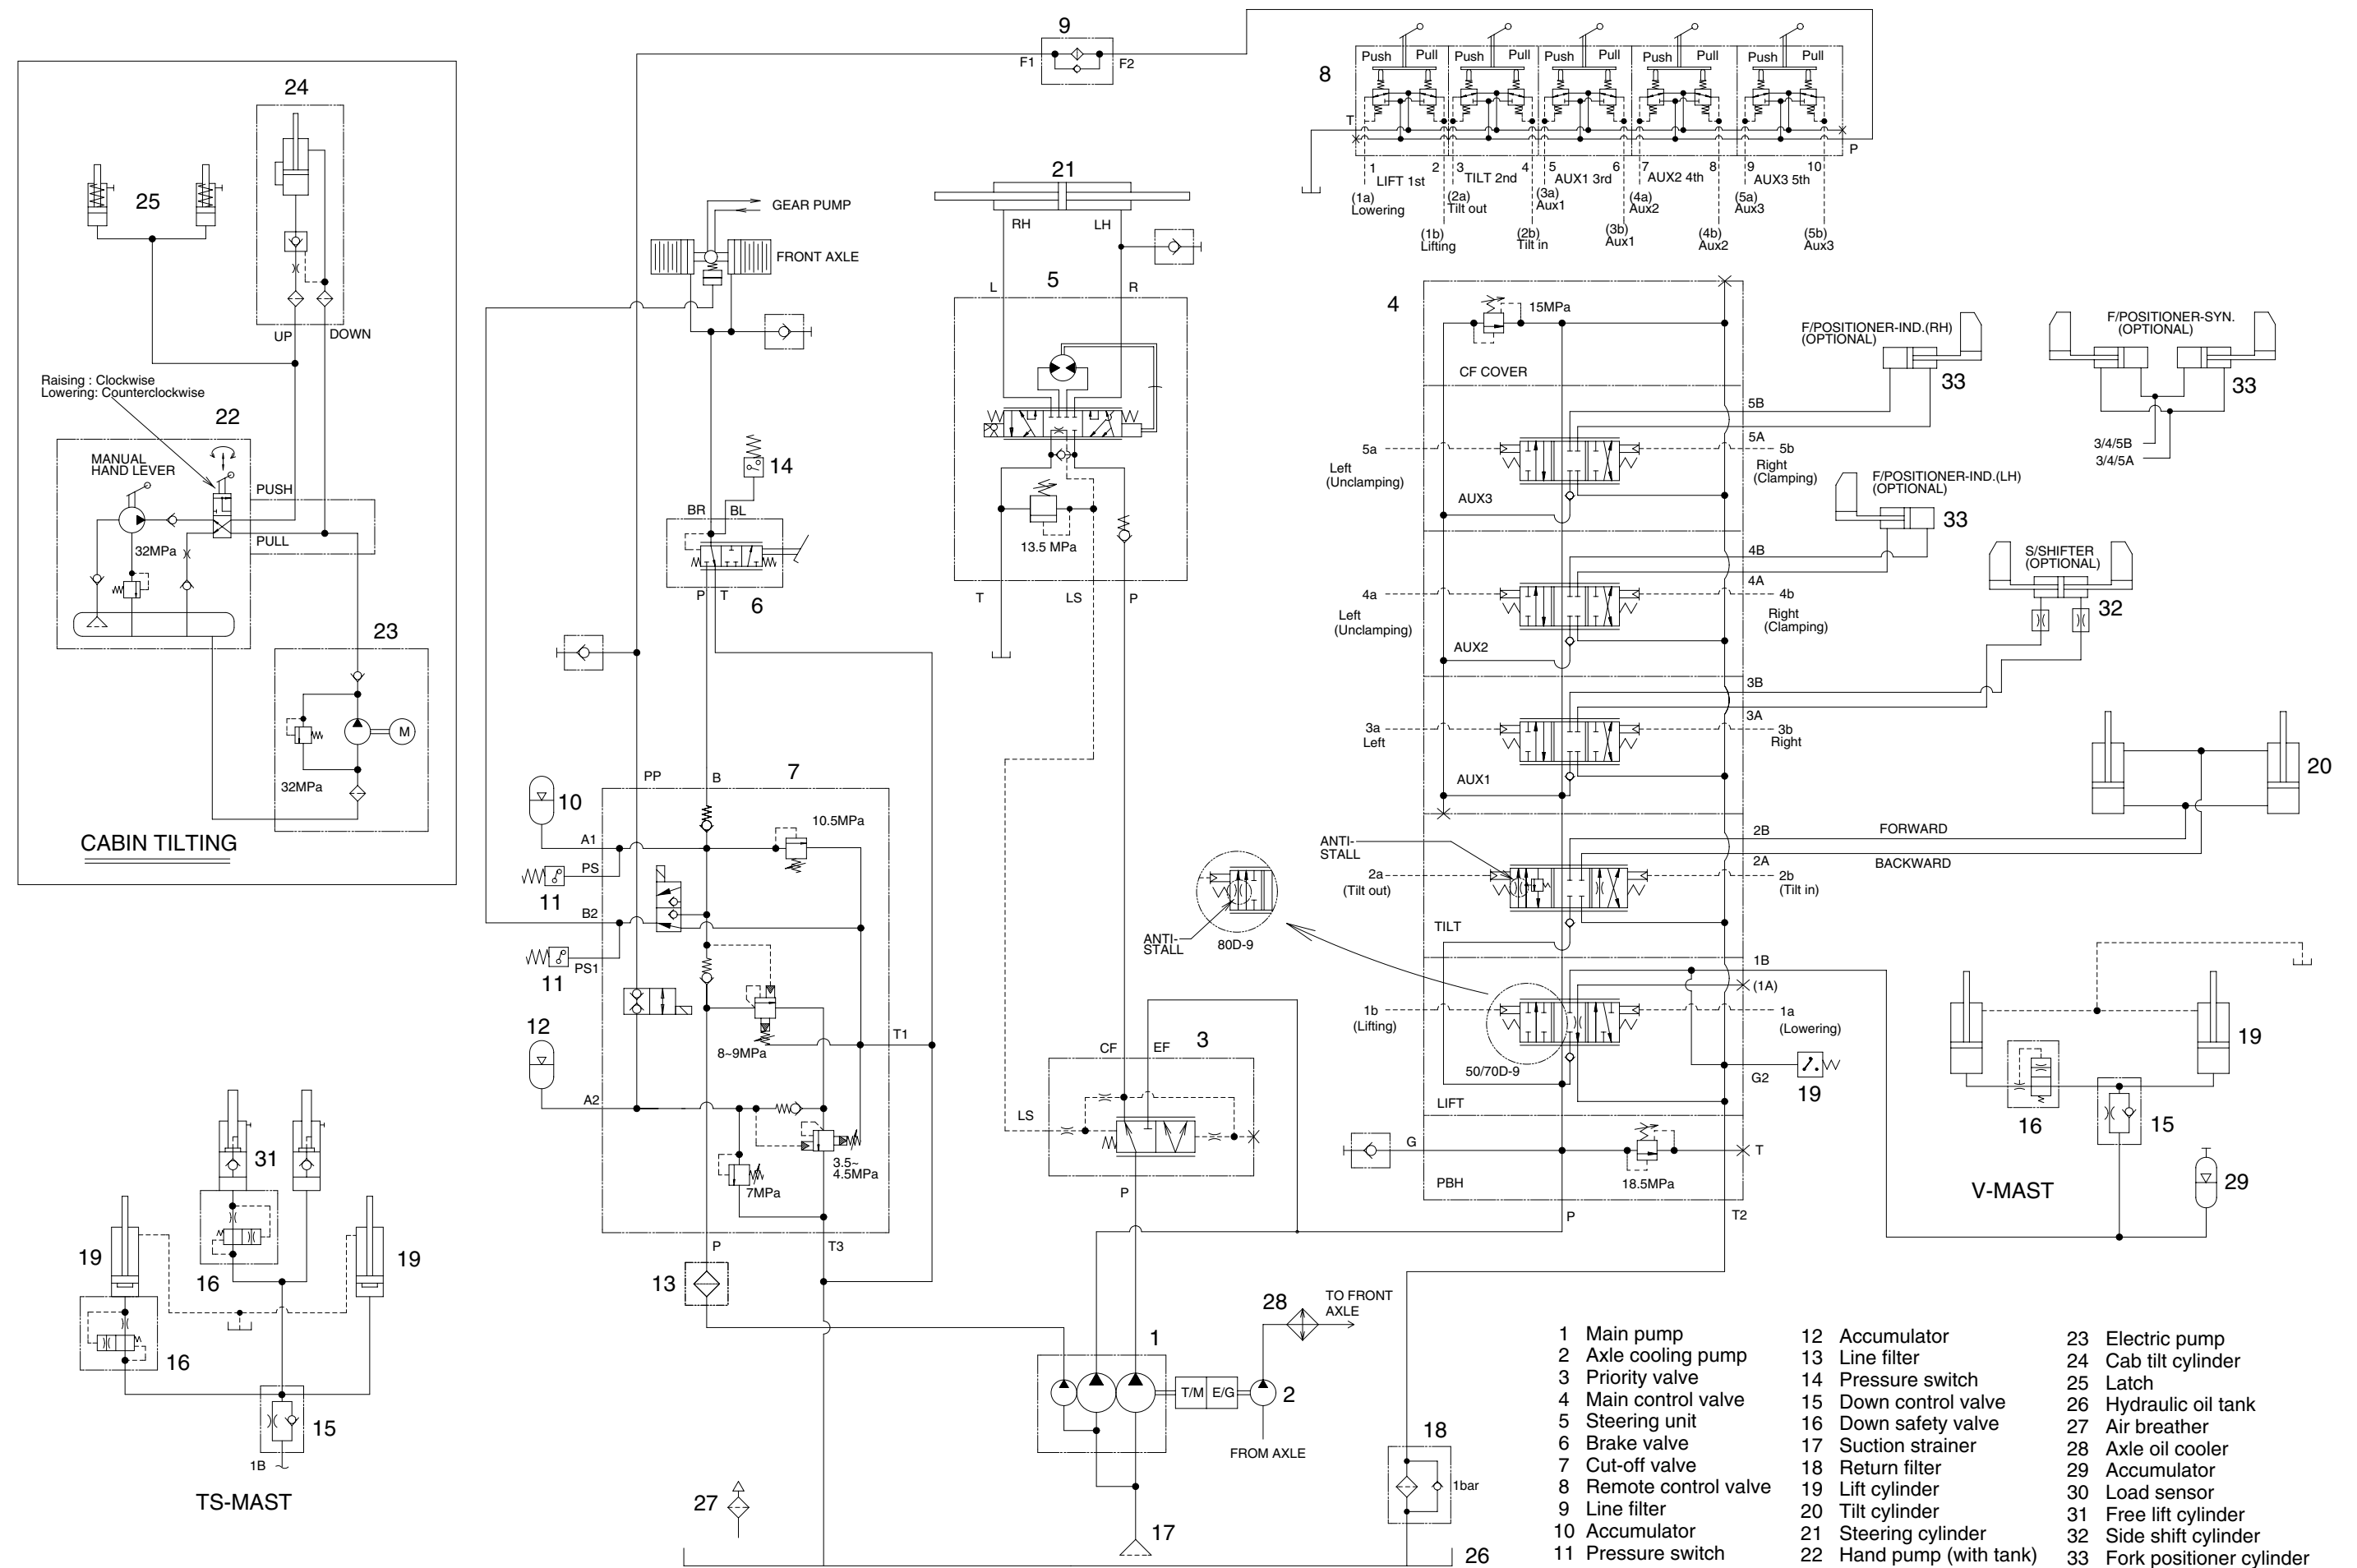 24
25
UP
DOWN
Raising : Clockwise
Lowering: Counterclockwise
22
MANUAL
HAND LEVER
PUSH
PULL
32MPa
23
M
32MPa
CABIN TILTING
9
F1
F2
GEAR PUMP
FRONT AXLE
14
BR
BL
P
T
6
21
RH
LH
5
L
R
13.5 MPa
T
LS
P
8
Push
Pull
Push
Pull
Push
Pull
Push
Pull
Push
Pull
T
P
1
2
3
4
5
6
7
8
9
10
LIFT 1st
TILT 2nd
AUX1 3rd
AUX2 4th
AUX3 5th
(1a)
Lowering
(2a)
Tilt out
(3a)
Aux1
(4a)
Aux2
(5a)
Aux3
(1b)
Lifting
(2b)
Tilt in
(3b)
Aux1
(4b)
Aux2
(5b)
Aux3
4
15MPa
CF COVER
5B
5A
5a
Left
(Unclamping)
5b
Right
(Clamping)
AUX3
4B
4A
4a
Left
(Unclamping)
4b
Right
(Clamping)
AUX2
3B
3A
3a
Left
3b
Right
AUX1
2B
FORWARD
2A
BACKWARD
ANTI-
STALL
2a
(Tilt out)
2b
(Tilt in)
TILT
ANTI-
STALL
80D-9
1B
(1A)
1b
(Lifting)
1a
(Lowering)
50/70D-9
G2
19
LIFT
G
T
18.5MPa
PBH
P
T2
F/POSITIONER-IND.(RH)
(OPTIONAL)
33
F/POSITIONER-SYN.
(OPTIONAL)
33
3/4/5B
3/4/5A
F/POSITIONER-IND.(LH)
(OPTIONAL)
33
S/SHIFTER
(OPTIONAL)
32
20
19
16
15
V-MAST
29
7
PP
B
10
A1
10.5MPa
PS
11
B2
PS1
11
8~9MPa
T1
12
A2
3.5~
4.5MPa
7MPa
P
T3
13
3
CF
EF
LS
P
31
19
19
16
16
15
1B
TS-MAST
28
TO FRONT
AXLE
1
T/M
E/G
2
FROM AXLE
18
1bar
27
17
26
1 Main pump
2 Axle cooling pump
3 Priority valve
4 Main control valve
5 Steering unit
6 Brake valve
7 Cut-off valve
8 Remote control valve
9 Line filter
10 Accumulator
11 Pressure switch
12 Accumulator
13 Line filter
14 Pressure switch
15 Down control valve
16 Down safety valve
17 Suction strainer
18 Return filter
19 Lift cylinder
20 Tilt cylinder
21 Steering cylinder
22 Hand pump (with tank)
23 Electric pump
24 Cab tilt cylinder
25 Latch
26 Hydraulic oil tank
27 Air breather
28 Axle oil cooler
29 Accumulator
30 Load sensor
31 Free lift cylinder
32 Side shift cylinder
33 Fork positioner cylinder